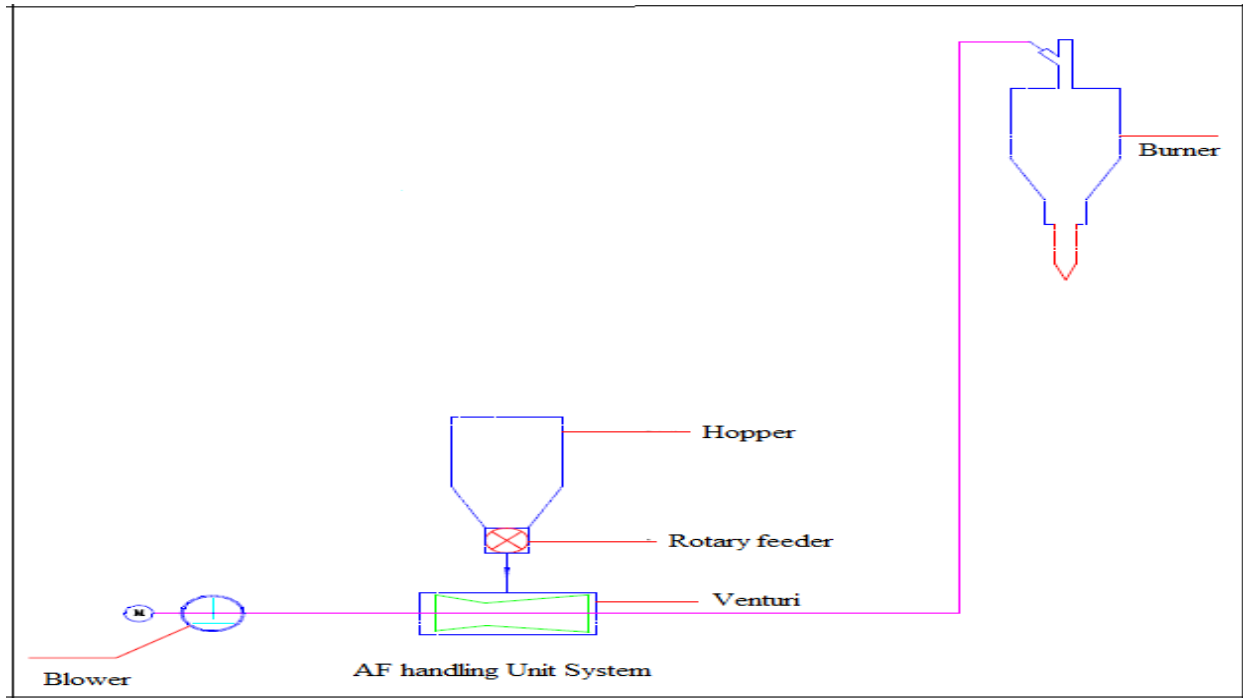 Burner
Hopper
Rotary feeder
Venturi
M
AF handling Unit System
Blower